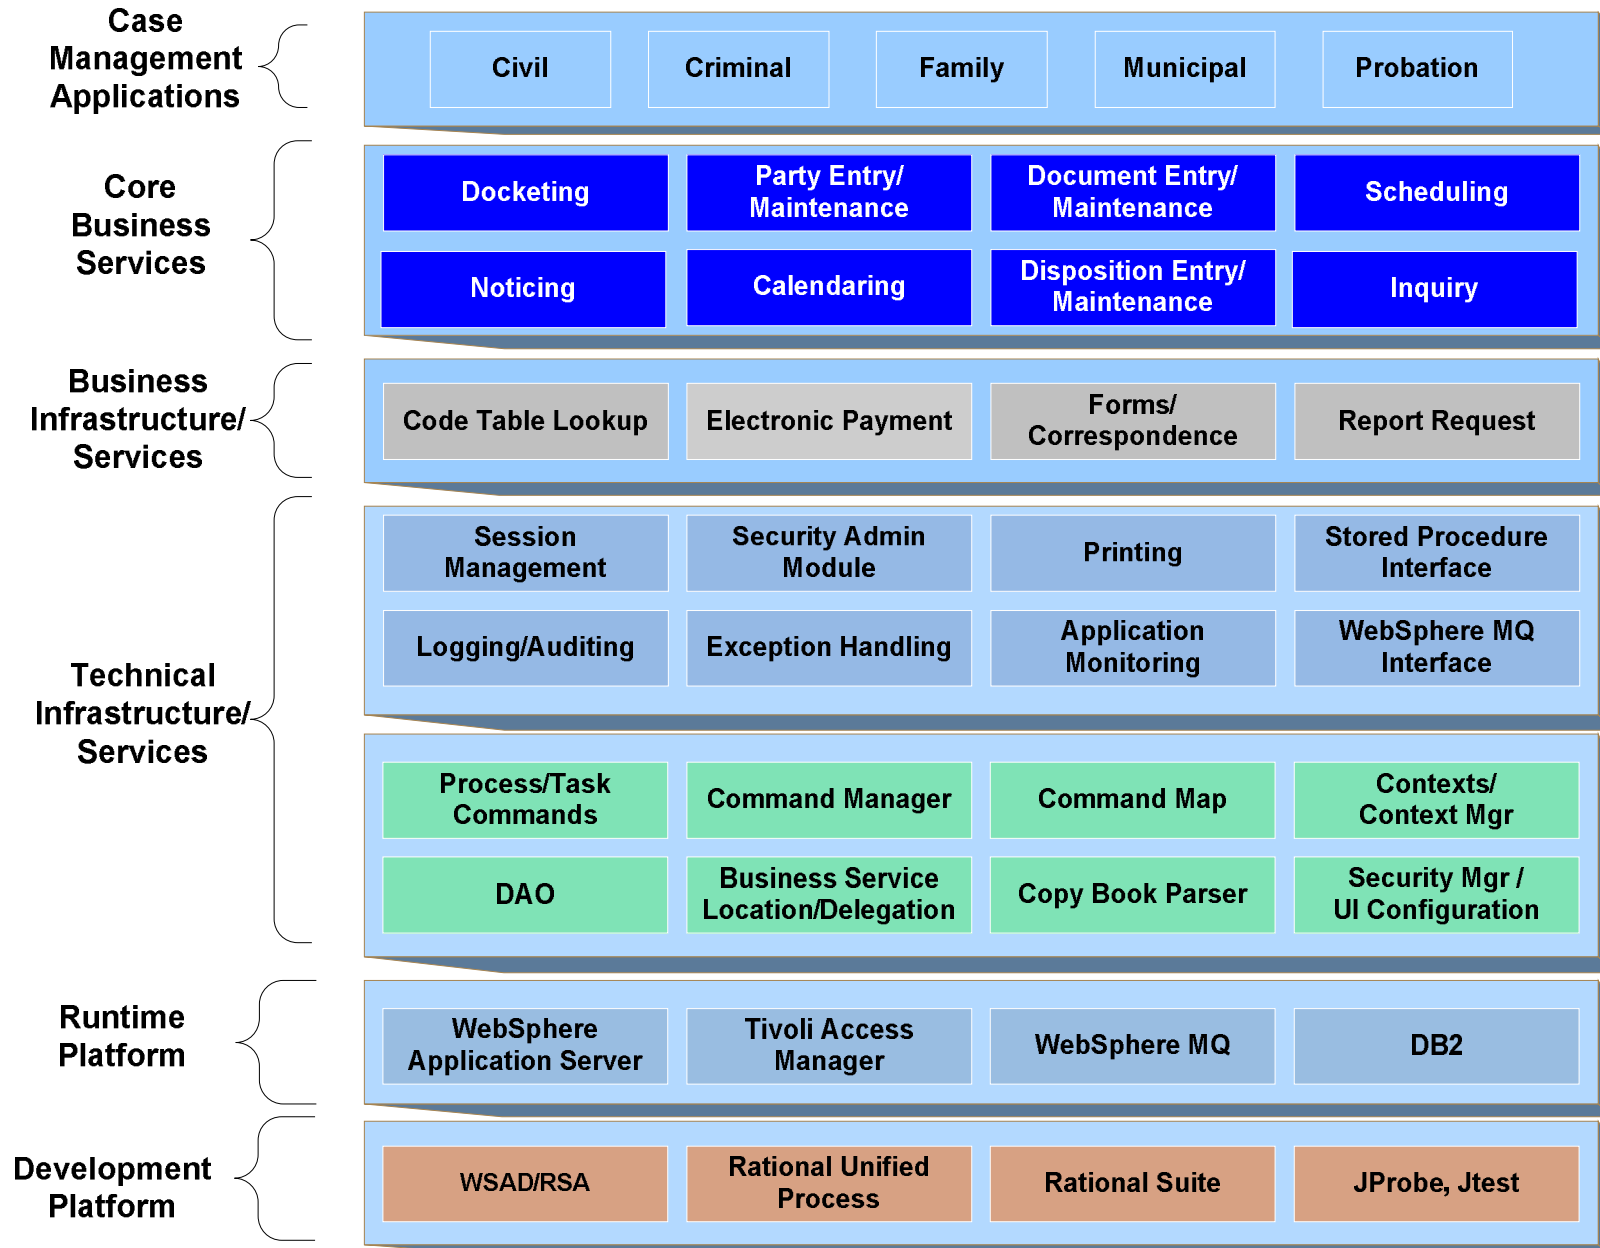 Case
Management
Applications
Civil
Criminal
Family
Municipal
Probation
Core
Business
Services
Docketing
Party Entry/
Maintenance
Document Entry/
Maintenance
Scheduling
Noticing
Calendaring
Disposition Entry/
Maintenance
Inquiry
Business
Infrastructure/
Services
Code Table Lookup
Electronic Payment
Forms/
Correspondence
Report Request
Technical
Infrastructure/
Services
Session
Management
Security Admin
Module
Printing
Stored Procedure
Interface
Logging/Auditing
Exception Handling
Application
Monitoring
WebSphere MQ
Interface
Process/Task
Commands
Command Manager
Command Map
Contexts/
Context Mgr
DAO
Business Service
Location/Delegation
Copy Book Parser
Security Mgr /
UI Configuration
Runtime
Platform
WebSphere
Application Server
Tivoli Access
Manager
WebSphere MQ
DB2
Development
Platform
WSAD/RSA
Rational Unified
Process
Rational Suite
JProbe, Jtest